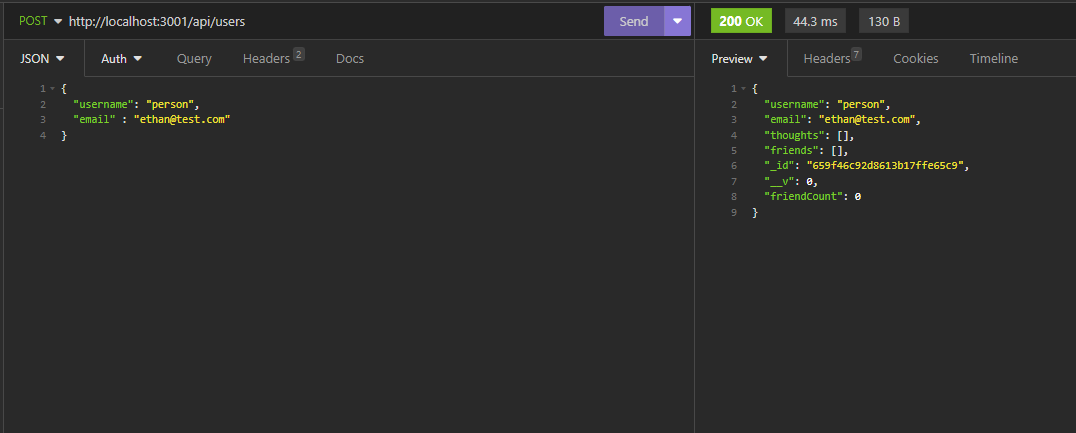 POST http://localhost:3001/api/users Send 200 OK 44.3 ms 130 B
JSON Auth Query Headers 2 Docs Preview Headers 7 Cookies Timeline
1 {
2 "username": "person",
3 "email" : "ethan@test.com"
4 }
1 {
2 "username": "person",
3 "email": "ethan@test.com",
4 "thoughts": [],
5 "friends": [],
6 "_id": "659f46c92d8613b17ffe65c9",
7 "__v": 0,
8 "friendCount": 0
9 }